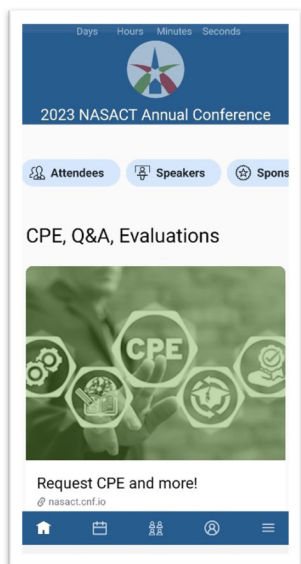 Days Hours Minutes Seconds
2023 NASACT Annual Conference
Attendees Speakers Spons
CPE, Q&A, Evaluations
CPE
Request CPE and more!
nasact.cnf.io